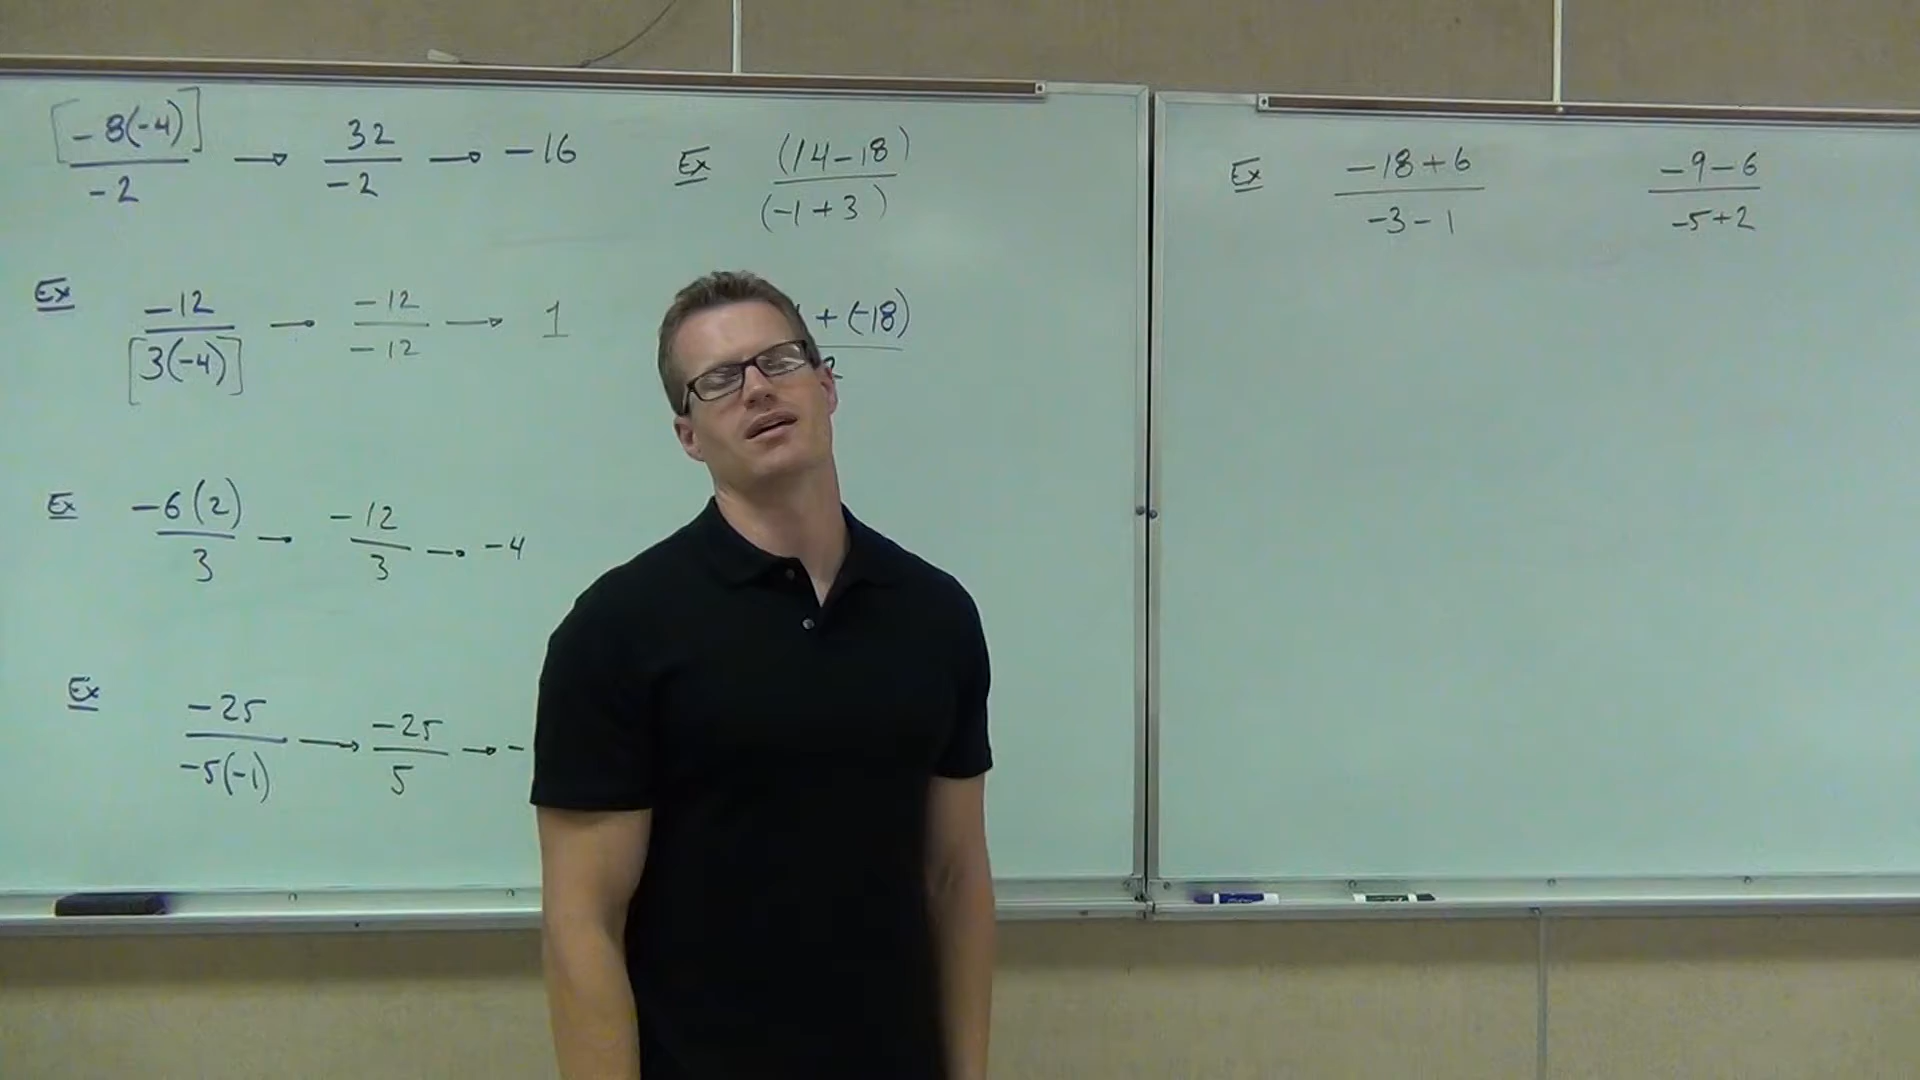 [-8(-4)] / -2 → 32 / -2 → -16
Ex -12 / [3(-4)] → -12 / -12 → 1
Ex -6(2) / 3 → -12 / 3 → -4
Ex -25 / -5(-1) → -25 / 5 → -
Ex (14-18) / (-1+3)
+ (-18) / 2
Ex -18+6 / -3-1
-9-6 / -5+2